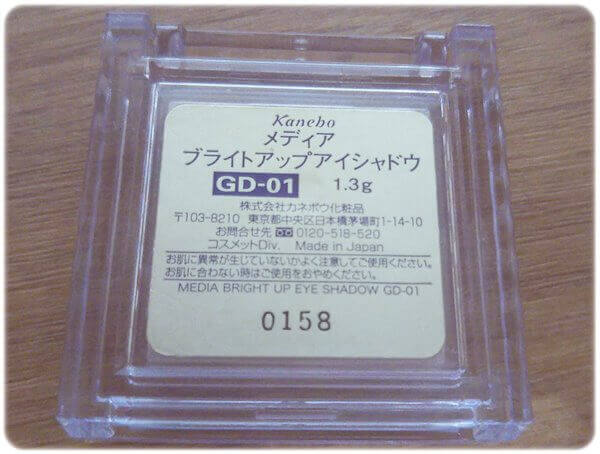 Kanebo
メディア
ブライトアップアイシャドウ
GD-01 1.3g
株式会社カネボウ化粧品
〒103-8210 東京都中央区日本橋茅場町1-14-10
お問合せ先 0120-518-520
コスメットDiv. Made in Japan
お肌に異常が生じていないかよく注意してご使用ください。
お肌に合わない時はご使用をおやめください。
MEDIA BRIGHT UP EYE SHADOW GD-01
0158